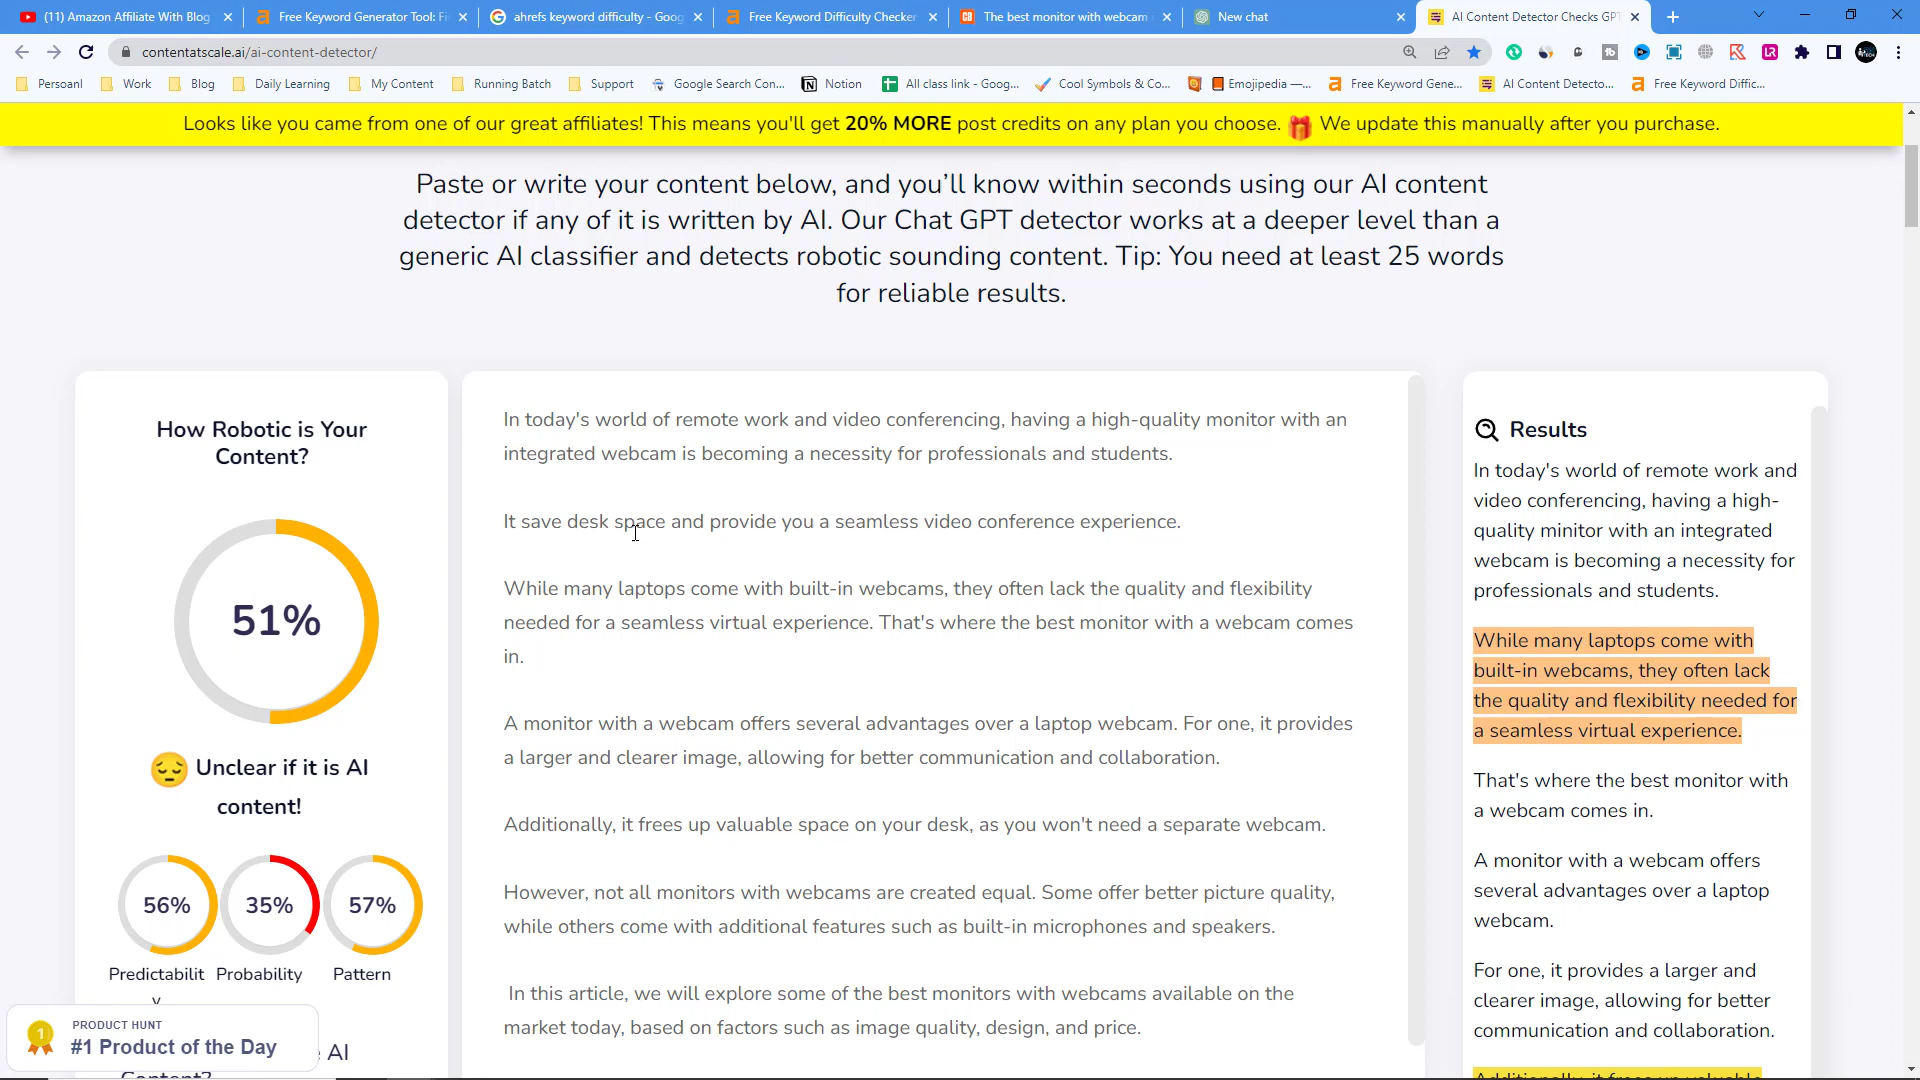 (11) Amazon Affiliate With Blog
Free Keyword Generator Tool: Fi
ahrefs keyword difficulty - Goog
Free Keyword Difficulty Checker
The best monitor with webcam
New chat
AI Content Detector Checks GPT
contentatscale.ai/ai-content-detector/
Persoanl
Work
Blog
Daily Learning
My Content
Running Batch
Support
Google Search Con...
Notion
All class link - Goog...
Cool Symbols & Co...
Emojipedia —...
Free Keyword Gene...
AI Content Detecto...
Free Keyword Diffic...
Looks like you came from one of our great affiliates! This means you'll get 20% MORE post credits on any plan you choose. 🎁 We update this manually after you purchase.
Paste or write your content below, and you’ll know within seconds using our AI content
detector if any of it is written by AI. Our Chat GPT detector works at a deeper level than a
generic AI classifier and detects robotic sounding content. Tip: You need at least 25 words
for reliable results.
How Robotic is Your
Content?
51%
😔 Unclear if it is AI
content!
56%
35%
57%
Predictabilit
y
Probability
Pattern
AI
Content?
PRODUCT HUNT
#1 Product of the Day
In today's world of remote work and video conferencing, having a high-quality monitor with an
integrated webcam is becoming a necessity for professionals and students.
It save desk space and provide you a seamless video conference experience.
While many laptops come with built-in webcams, they often lack the quality and flexibility
needed for a seamless virtual experience. That's where the best monitor with a webcam comes
in.
A monitor with a webcam offers several advantages over a laptop webcam. For one, it provides
a larger and clearer image, allowing for better communication and collaboration.
Additionally, it frees up valuable space on your desk, as you won't need a separate webcam.
However, not all monitors with webcams are created equal. Some offer better picture quality,
while others come with additional features such as built-in microphones and speakers.
In this article, we will explore some of the best monitors with webcams available on the
market today, based on factors such as image quality, design, and price.
Results
In today's world of remote work and
video conferencing, having a high-
quality minitor with an integrated
webcam is becoming a necessity for
professionals and students.
While many laptops come with
built-in webcams, they often lack
the quality and flexibility needed for
a seamless virtual experience.
That's where the best monitor with
a webcam comes in.
A monitor with a webcam offers
several advantages over a laptop
webcam.
For one, it provides a larger and
clearer image, allowing for better
communication and collaboration.
Additionally, it frees up valuable